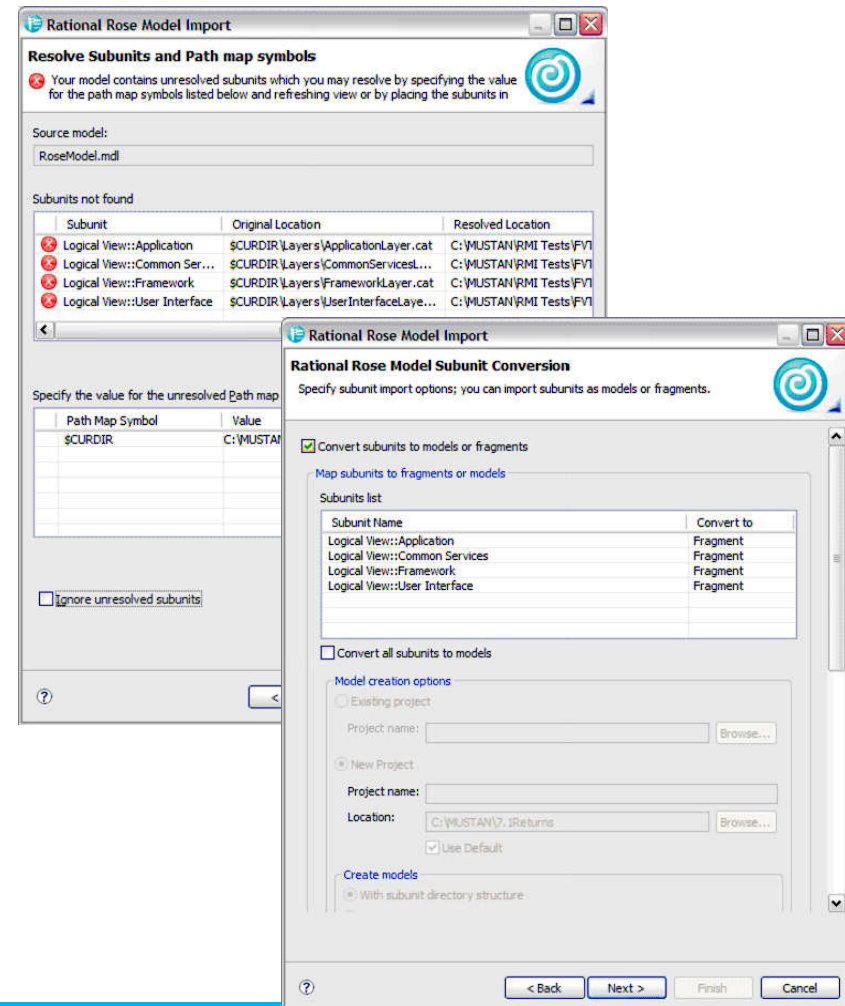 Rational Rose Model Import
Resolve Subunits and Path map symbols
Your model contains unresolved subunits which you may resolve by specifying the value
for the path map symbols listed below and refreshing view or by placing the subunits in
Source model:
RoseModel.mdl
Subunits not found
Subunit Original Location Resolved Location
Logical View::Application $CURDIR\Layers\ApplicationLayer.cat C:\MUSTAN\RMI Tests\FVT
Logical View::Common Ser... $CURDIR\Layers\CommonServicesL... C:\MUSTAN\RMI Tests\FVT
Logical View::Framework $CURDIR\Layers\FrameworkLayer.cat C:\MUSTAN\RMI Tests\FVT
Logical View::User Interface $CURDIR\Layers\UserInterfaceLaye... C:\MUSTAN\RMI Tests\FVT
Specify the value for the unresolved Path map
Path Map Symbol Value
$CURDIR C:\MUSTAN
Ignore unresolved subunits
?
<
Rational Rose Model Import
Rational Rose Model Subunit Conversion
Specify subunit import options; you can import subunits as models or fragments.
Convert subunits to models or fragments
Map subunits to fragments or models
Subunits list
Subunit Name Convert to
Logical View::Application Fragment
Logical View::Common Services Fragment
Logical View::Framework Fragment
Logical View::User Interface Fragment
Convert all subunits to models
Model creation options
Existing project
Project name: Browse...
New Project
Project name:
Location: C:\MUSTAN\7.1Returns Browse...
Use Default
Create models
With subunit directory structure
?
< Back Next > Finish Cancel